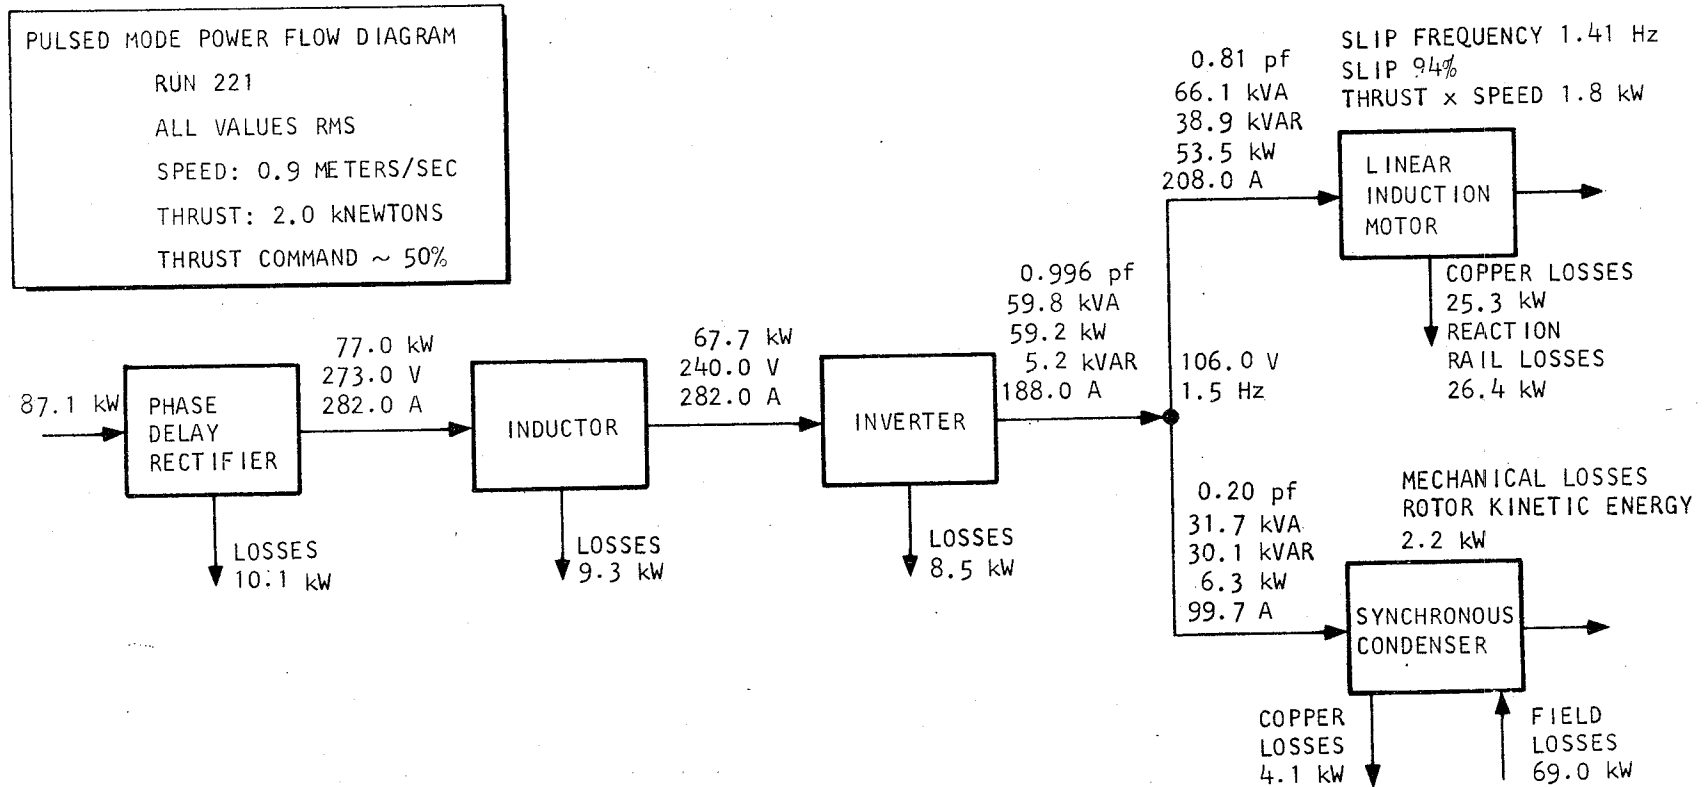 PULSED MODE POWER FLOW DIAGRAM
RUN 221
ALL VALUES RMS
SPEED: 0.9 METERS/SEC
THRUST: 2.0 kNEWTONS
THRUST COMMAND ~ 50%
87.1 kW
PHASE
DELAY
RECTIFIER
LOSSES
10.1 kW
77.0 kW
273.0 V
282.0 A
INDUCTOR
LOSSES
9.3 kW
67.7 kW
240.0 V
282.0 A
INVERTER
LOSSES
8.5 kW
0.996 pf
59.8 kVA
59.2 kW
5.2 kVAR
188.0 A
106.0 V
1.5 Hz
0.81 pf
66.1 kVA
38.9 kVAR
53.5 kW
208.0 A
SLIP FREQUENCY 1.41 Hz
SLIP 94%
THRUST x SPEED 1.8 kW
LINEAR
INDUCTION
MOTOR
COPPER LOSSES
25.3 kW
REACTION
RAIL LOSSES
26.4 kW
0.20 pf
31.7 kVA
30.1 kVAR
6.3 kW
99.7 A
MECHANICAL LOSSES
ROTOR KINETIC ENERGY
2.2 kW
SYNCHRONOUS
CONDENSER
COPPER
LOSSES
4.1 kW
FIELD
LOSSES
69.0 kW